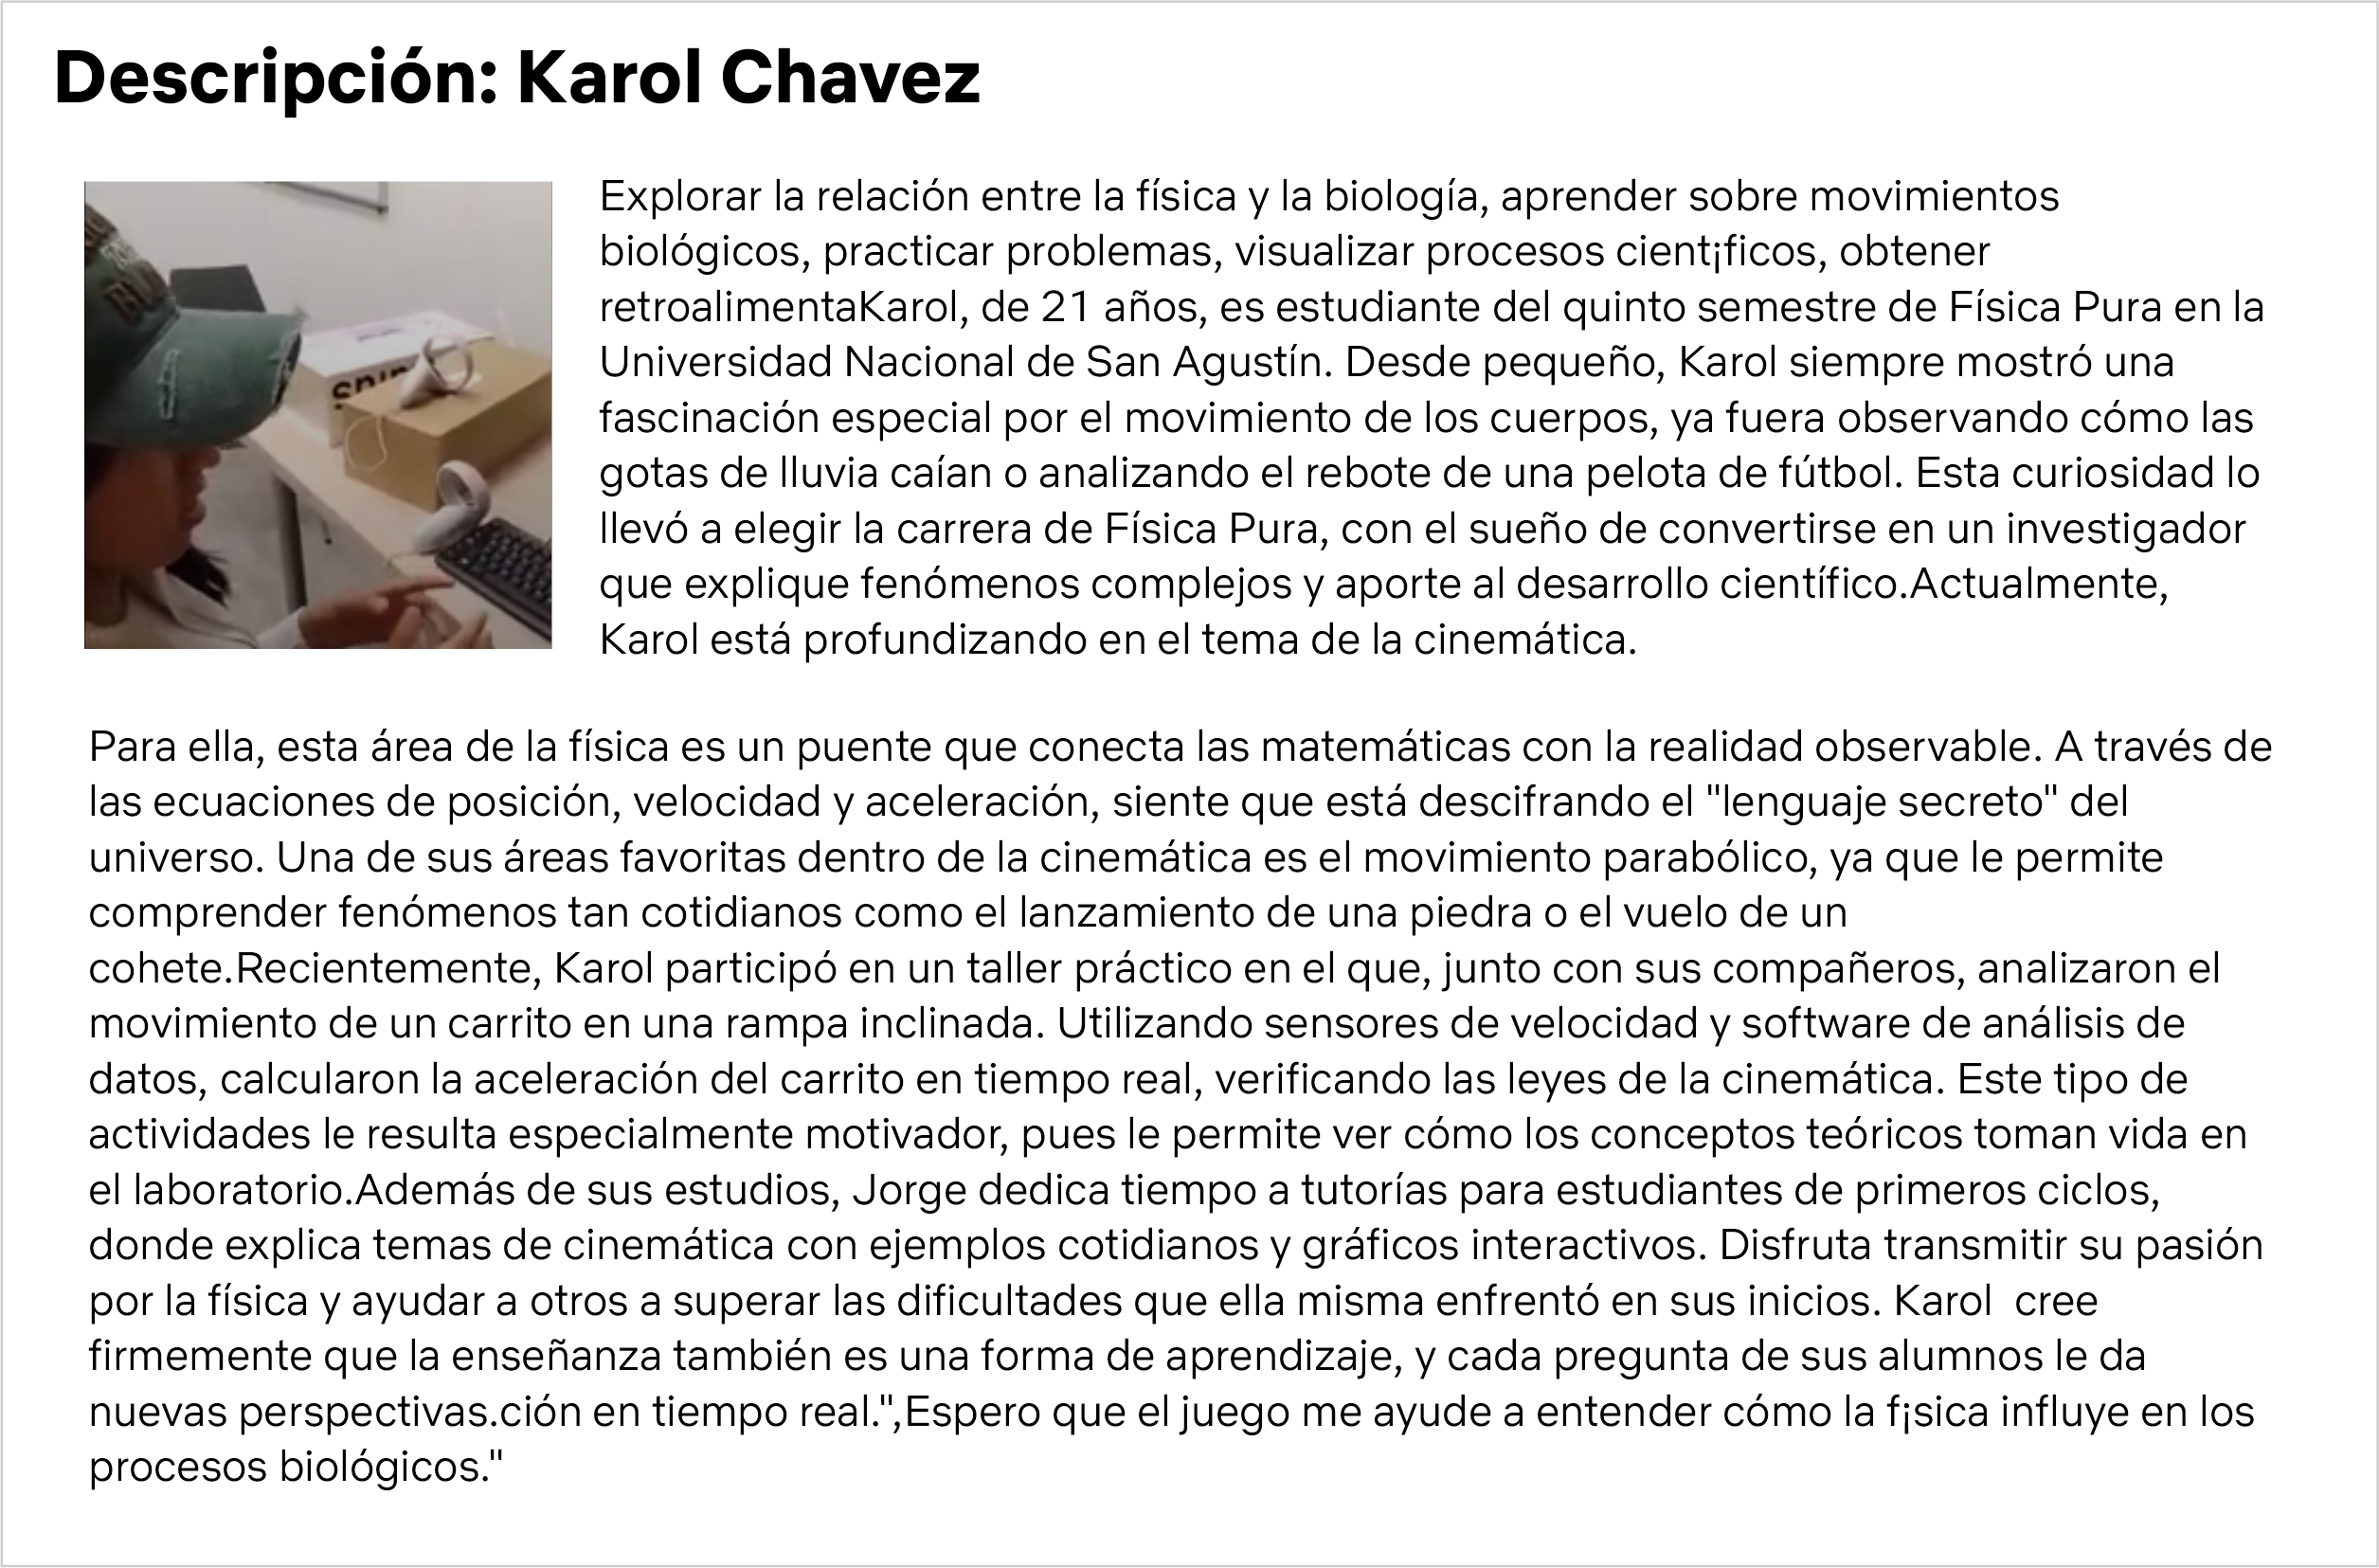 Descripción: Karol Chavez
Explorar la relación entre la física y la biología, aprender sobre movimientos
biológicos, practicar problemas, visualizar procesos cient¡ficos, obtener
retroalimentaKarol, de 21 años, es estudiante del quinto semestre de Física Pura en la
Universidad Nacional de San Agustín. Desde pequeño, Karol siempre mostró una
fascinación especial por el movimiento de los cuerpos, ya fuera observando cómo las
gotas de lluvia caían o analizando el rebote de una pelota de fútbol. Esta curiosidad lo
llevó a elegir la carrera de Física Pura, con el sueño de convertirse en un investigador
que explique fenómenos complejos y aporte al desarrollo científico.Actualmente,
Karol está profundizando en el tema de la cinemática.
Para ella, esta área de la física es un puente que conecta las matemáticas con la realidad observable. A través de
las ecuaciones de posición, velocidad y aceleración, siente que está descifrando el "lenguaje secreto" del
universo. Una de sus áreas favoritas dentro de la cinemática es el movimiento parabólico, ya que le permite
comprender fenómenos tan cotidianos como el lanzamiento de una piedra o el vuelo de un
cohete.Recientemente, Karol participó en un taller práctico en el que, junto con sus compañeros, analizaron el
movimiento de un carrito en una rampa inclinada. Utilizando sensores de velocidad y software de análisis de
datos, calcularon la aceleración del carrito en tiempo real, verificando las leyes de la cinemática. Este tipo de
actividades le resulta especialmente motivador, pues le permite ver cómo los conceptos teóricos toman vida en
el laboratorio.Además de sus estudios, Jorge dedica tiempo a tutorías para estudiantes de primeros ciclos,
donde explica temas de cinemática con ejemplos cotidianos y gráficos interactivos. Disfruta transmitir su pasión
por la física y ayudar a otros a superar las dificultades que ella misma enfrentó en sus inicios. Karol  cree
firmemente que la enseñanza también es una forma de aprendizaje, y cada pregunta de sus alumnos le da
nuevas perspectivas.ción en tiempo real.",Espero que el juego me ayude a entender cómo la f¡sica influye en los
procesos biológicos."